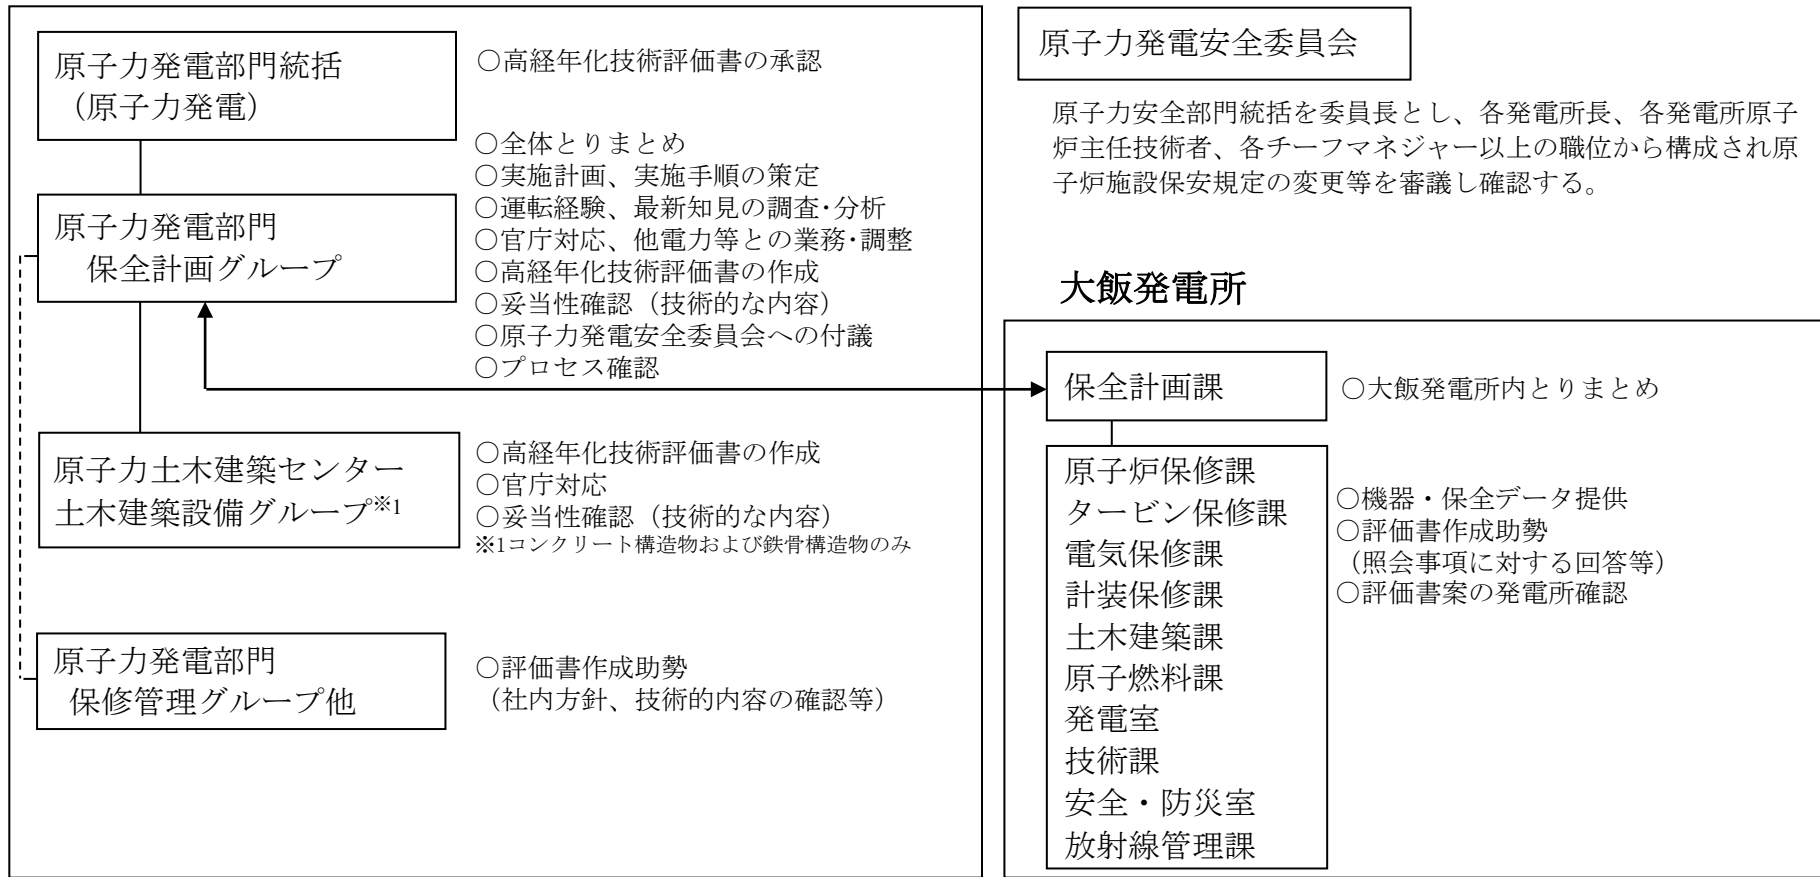 原子力発電部門統括
（原子力発電）
○高経年化技術評価書の承認
原子力発電部門
保全計画グループ
○全体とりまとめ
○実施計画、実施手順の策定
○運転経験、最新知見の調査・分析
○官庁対応、他電力等との業務・調整
○高経年化技術評価書の作成
○妥当性確認（技術的な内容）
○原子力発電安全委員会への付議
○プロセス確認
原子力土木建築センター
土木建築設備グループ※1
○高経年化技術評価書の作成
○官庁対応
○妥当性確認（技術的な内容）
※1コンクリート構造物および鉄骨構造物のみ
原子力発電部門
保修管理グループ他
○評価書作成助勢
（社内方針、技術的内容の確認等）
原子力発電安全委員会
原子力安全部門統括を委員長とし、各発電所長、各発電所原子
炉主任技術者、各チーフマネジャー以上の職位から構成され原
子炉施設保安規定の変更等を審議し確認する。
大飯発電所
保全計画課
○大飯発電所内とりまとめ
原子炉保修課
タービン保修課
電気保修課
計装保修課
土木建築課
原子燃料課
発電室
技術課
安全・防災室
放射線管理課
○機器・保全データ提供
○評価書作成助勢
（照会事項に対する回答等）
○評価書案の発電所確認